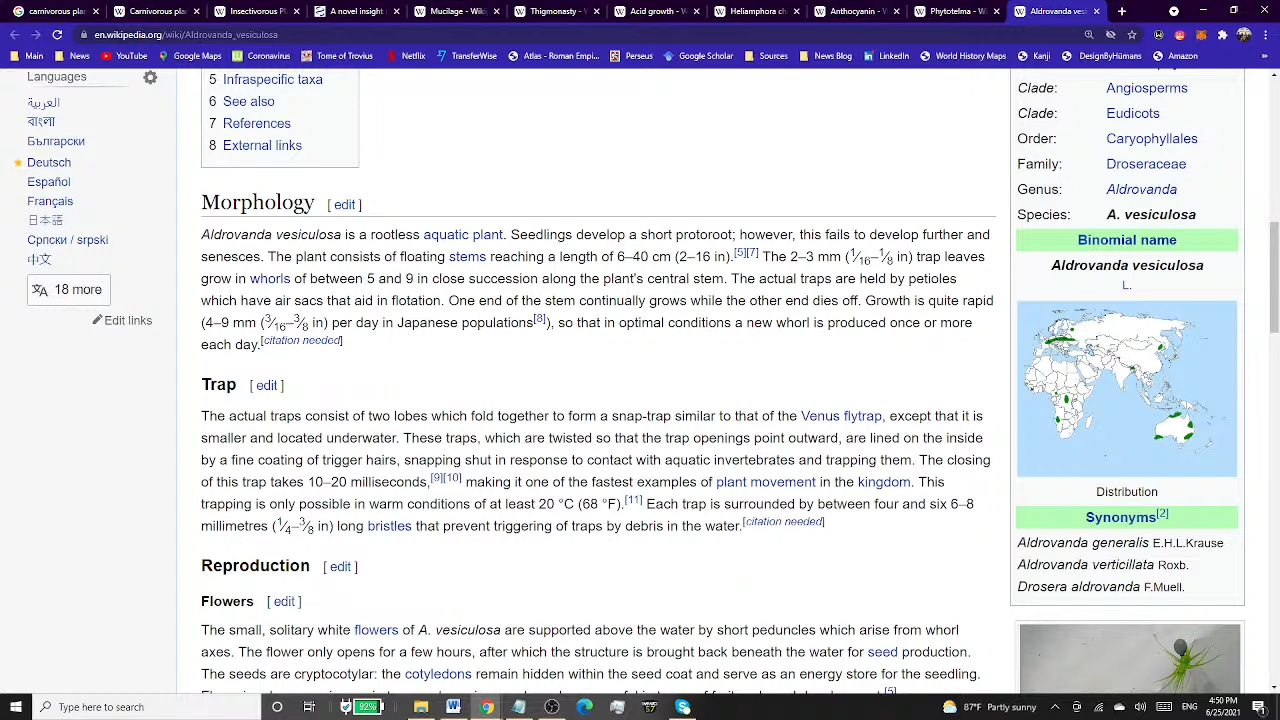 carnivorous plan
Carnivorous plan
Insectivorous Pl
A novel insight
Mucilage - Wiki
Thigmonasty - V
Acid growth - W
Heliamphora ch
Anthocyanin - W
Phytotelma - W
Aldrovanda vesi
en.wikipedia.org/wiki/Aldrovanda_vesiculosa
Main
News
YouTube
Google Maps
Coronavirus
Tome of Trovius
Netflix
TransferWise
Atlas - Roman Empi...
Perseus
Google Scholar
Sources
News Blog
LinkedIn
World History Maps
Kanji
DesignByHümans
Amazon
Languages
العربية
বাংলা
Български
Deutsch
Español
Français
日本語
Српски / srpski
中文
18 more
Edit links
5 Infraspecific taxa
6 See also
7 References
8 External links
Morphology [ edit ]
Aldrovanda vesiculosa is a rootless aquatic plant. Seedlings develop a short protoroot; however, this fails to develop further and
senesces. The plant consists of floating stems reaching a length of 6–40 cm (2–16 in).[5][7] The 2–3 mm (1⁄16–1⁄8 in) trap leaves
grow in whorls of between 5 and 9 in close succession along the plant's central stem. The actual traps are held by petioles
which have air sacs that aid in flotation. One end of the stem continually grows while the other end dies off. Growth is quite rapid
(4–9 mm (3⁄16–3⁄8 in) per day in Japanese populations[8]), so that in optimal conditions a new whorl is produced once or more
each day.[citation needed]
Trap [ edit ]
The actual traps consist of two lobes which fold together to form a snap-trap similar to that of the Venus flytrap, except that it is
smaller and located underwater. These traps, which are twisted so that the trap openings point outward, are lined on the inside
by a fine coating of trigger hairs, snapping shut in response to contact with aquatic invertebrates and trapping them. The closing
of this trap takes 10–20 milliseconds,[9][10] making it one of the fastest examples of plant movement in the kingdom. This
trapping is only possible in warm conditions of at least 20 °C (68 °F).[11] Each trap is surrounded by between four and six 6–8
millimetres (1⁄4–3⁄8 in) long bristles that prevent triggering of traps by debris in the water.[citation needed]
Reproduction [ edit ]
Flowers [ edit ]
The small, solitary white flowers of A. vesiculosa are supported above the water by short peduncles which arise from whorl
axes. The flower only opens for a few hours, after which the structure is brought back beneath the water for seed production.
The seeds are cryptocotylar: the cotyledons remain hidden within the seed coat and serve as an energy store for the seedling.
Clade: Angiosperms
Clade: Eudicots
Order: Caryophyllales
Family: Droseraceae
Genus: Aldrovanda
Species: A. vesiculosa
Binomial name
Aldrovanda vesiculosa
L.
Distribution
Synonyms[2]
Aldrovanda generalis E.H.L.Krause
Aldrovanda verticillata Roxb.
Drosera aldrovanda F.Muell.
Type here to search
92%
87°F Partly sunny
4:50 PM
6/25/2021